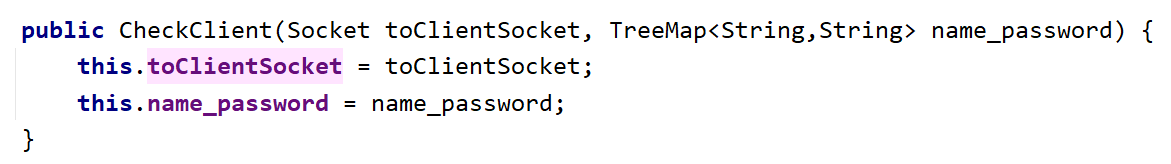 public CheckClient(Socket toClientSocket, TreeMap<String,String> name_password) {
    this.toClientSocket = toClientSocket;
    this.name_password = name_password;
}